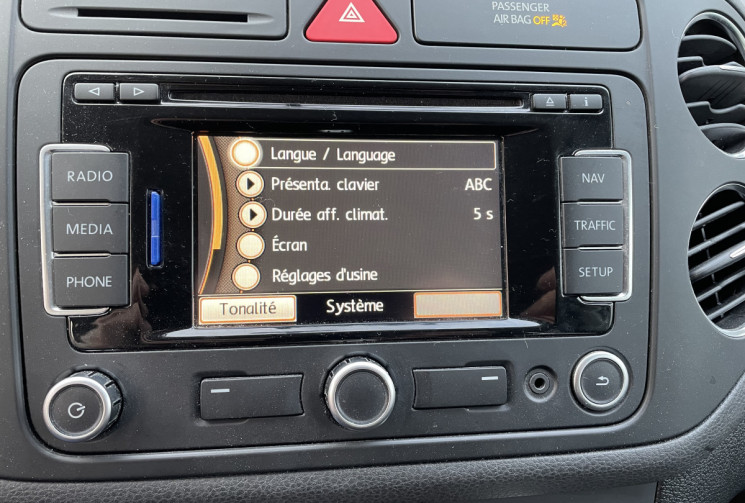 PASSENGER
AIR BAG OFF
i
RADIO
MEDIA
PHONE
Langue / Language
Présenta. clavier ABC
Durée aff. climat. 5 s
Écran
Réglages d'usine
Tonalité Système
NAV
TRAFFIC
SETUP